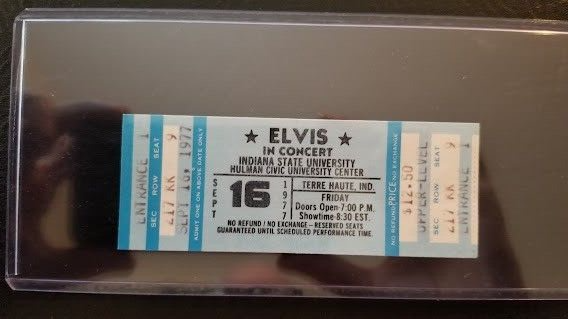 ENTRANCE 1
SEC ROW SEAT
217 KK 9
SEPT 16, 1977
ADMIT ONE ON ABOVE DATE ONLY
★ ELVIS ★
IN CONCERT
INDIANA STATE UNIVERSITY
HULMAN CIVIC UNIVERSITY CENTER
SEPT 16 1977
TERRE HAUTE, IND.
FRIDAY
Doors Open-7:00 P.M.
Showtime-8:30 EST.
NO REFUND / NO EXCHANGE - RESERVED SEATS
GUARANTEED UNTIL SCHEDULED PERFORMANCE TIME.
NO REFUND PRICE NO EXCHANGE
$12.50
UPPER-LEVEL
SEC ROW SEAT
217 KK 9
ENTRANCE 1